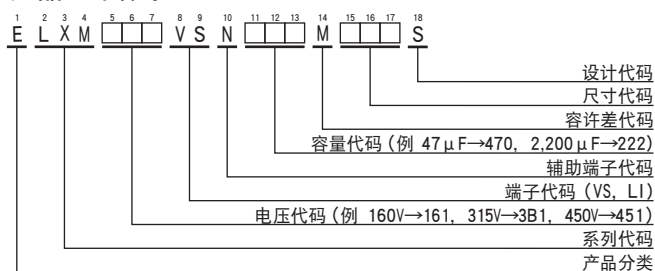 1 2 3 4 5 6 7 8 9 10 11 12 13 14 15 16 17 18
E L X M □□□ V S N □□□ M □□□ S
设计代码
尺寸代码
容许差代码
容量代码 (例 47μF→470, 2,200μF→222)
辅助端子代码
端子代码 (VS, LI)
电压代码 (例 160V→161, 315V→3B1, 450V→451)
系列代码
产品分类